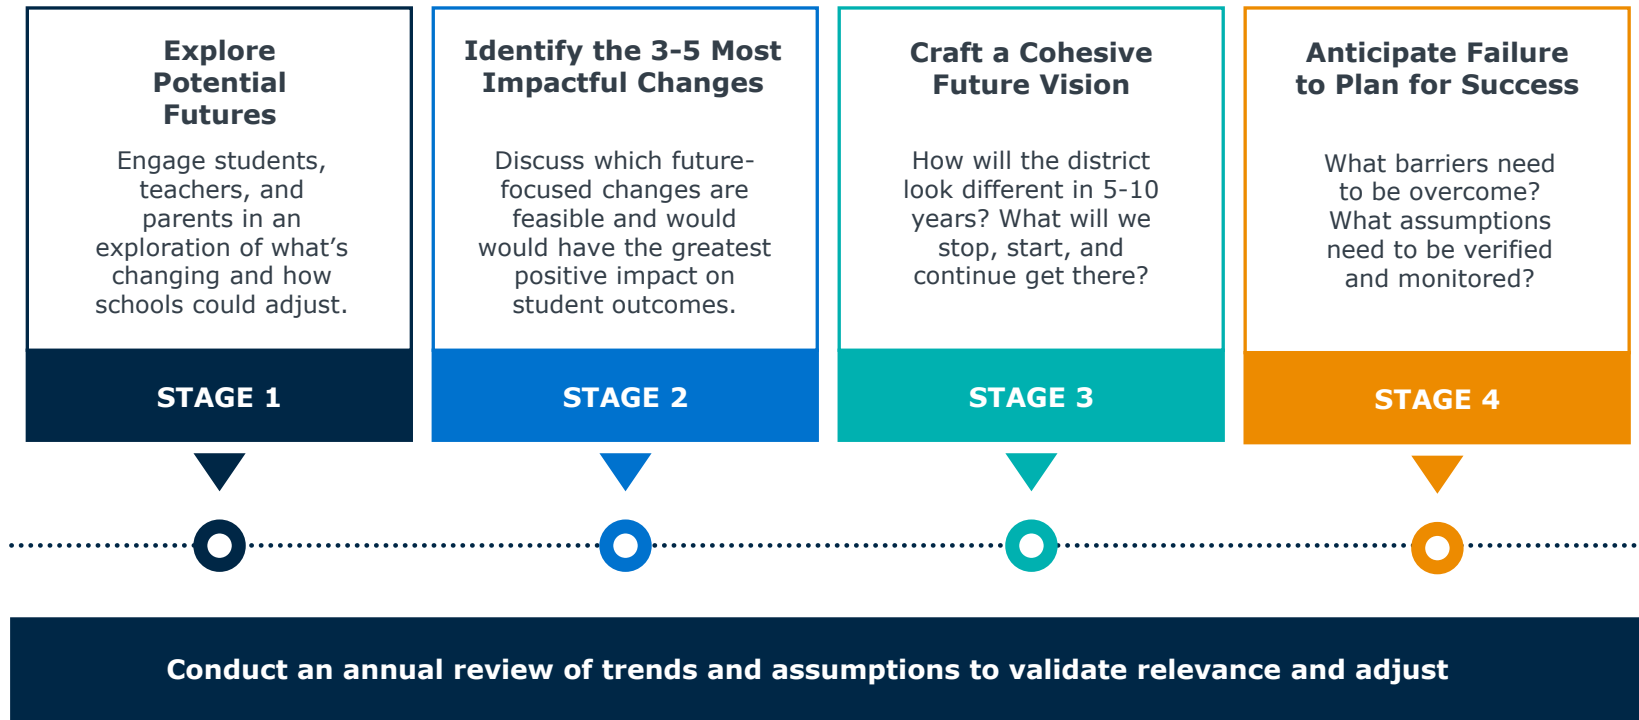 Explore
Potential
Futures
Engage students,
teachers, and
parents in an
exploration of what’s
changing and how
schools could adjust.
STAGE 1
Identify the 3-5 Most
Impactful Changes
Discuss which future-
focused changes are
feasible and would
would have the greatest
positive impact on
student outcomes.
STAGE 2
Craft a Cohesive
Future Vision
How will the district
look different in 5-10
years? What will we
stop, start, and
continue get there?
STAGE 3
Anticipate Failure
to Plan for Success
What barriers need
to be overcome?
What assumptions
need to be verified
and monitored?
STAGE 4
Conduct an annual review of trends and assumptions to validate relevance and adjust